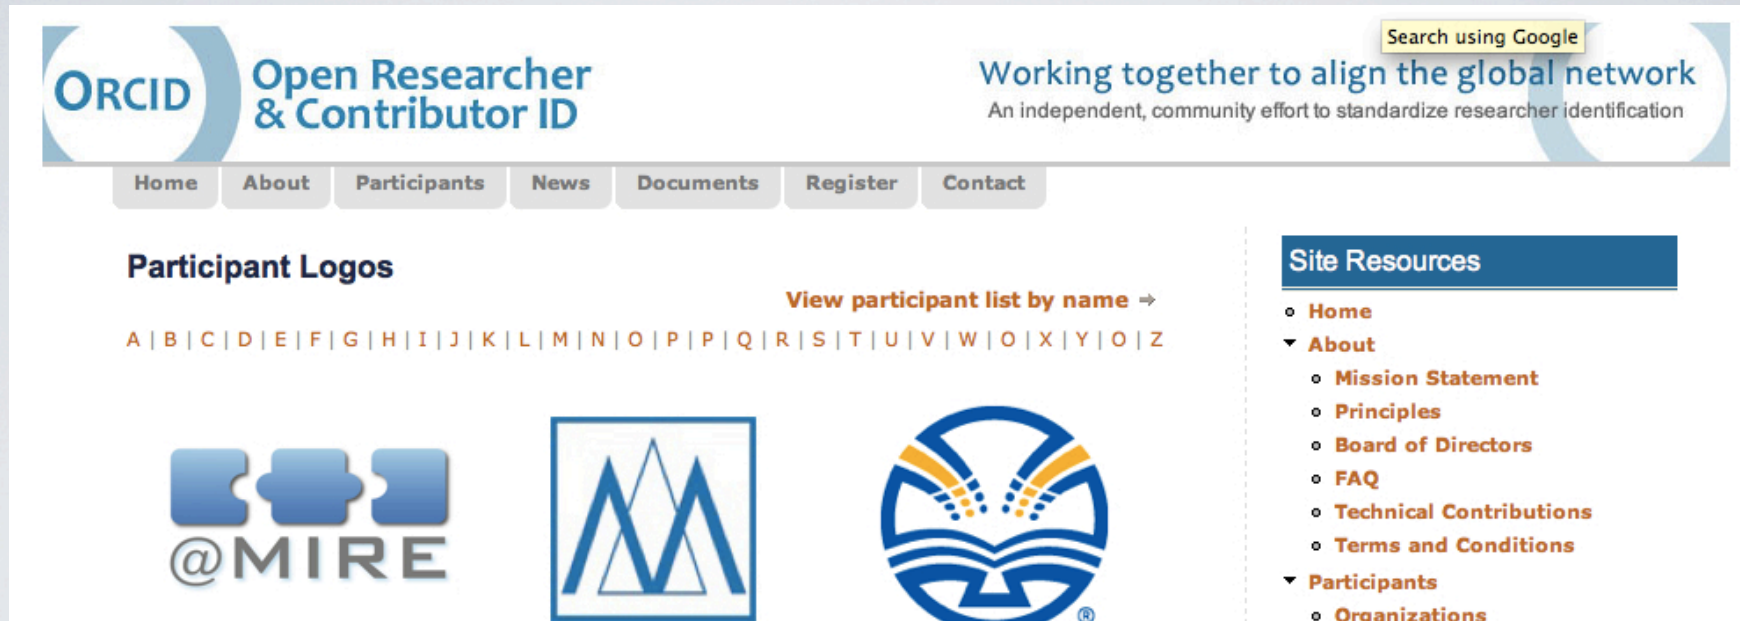 Search using Google
ORCID
Open Researcher
& Contributor ID
Working together to align the global network
An independent, community effort to standardize researcher identification
Home About Participants News Documents Register Contact
Participant Logos
View participant list by name
A | B | C | D | E | F | G | H | I | J | K | L | M | N | O | P | P | Q | R | S | T | U | V | W | O | X | Y | O | Z
@MIRE
®
Site Resources
Home
About
Mission Statement
Principles
Board of Directors
FAQ
Technical Contributions
Terms and Conditions
Participants
Organizations